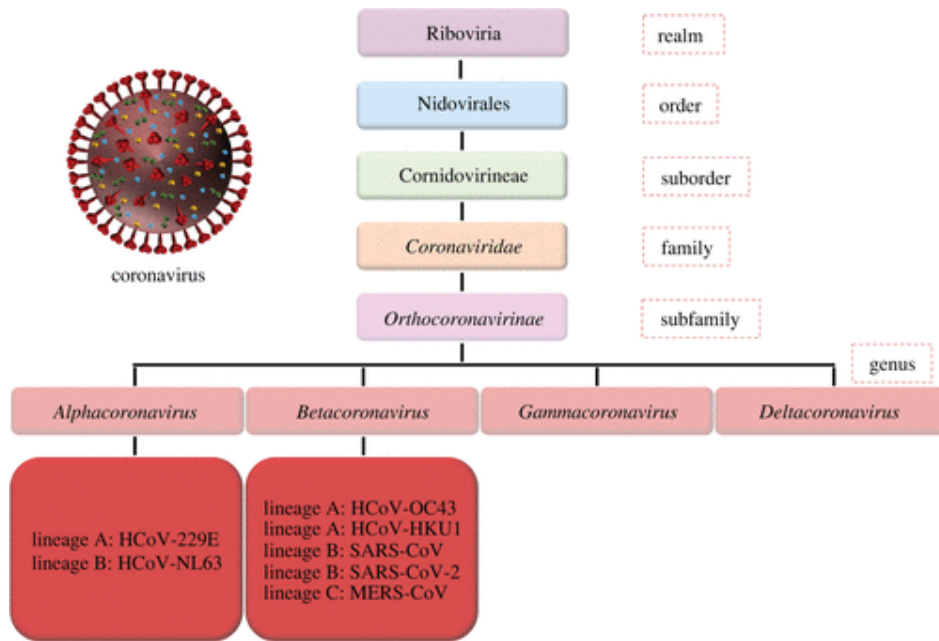 Riboviria
realm
Nidovirales
order
Cornidovirineae
suborder
Coronaviridae
family
coronavirus
Orthocoronavirinae
subfamily
genus
Alphacoronavirus
Betacoronavirus
Gammacoronavirus
Deltacoronavirus
lineage A: HCoV-229E
lineage B: HCoV-NL63
lineage A: HCoV-OC43
lineage A: HCoV-HKU1
lineage B: SARS-CoV
lineage B: SARS-CoV-2
lineage C: MERS-CoV